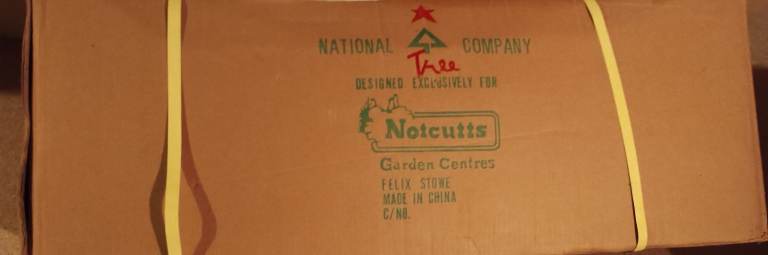 NATIONAL COMPANY
Tree
DESIGNED EXCLUSIVELY FOR
Notcutts
Garden Centres
FELIX STOWE
MADE IN CHINA
C/NO.